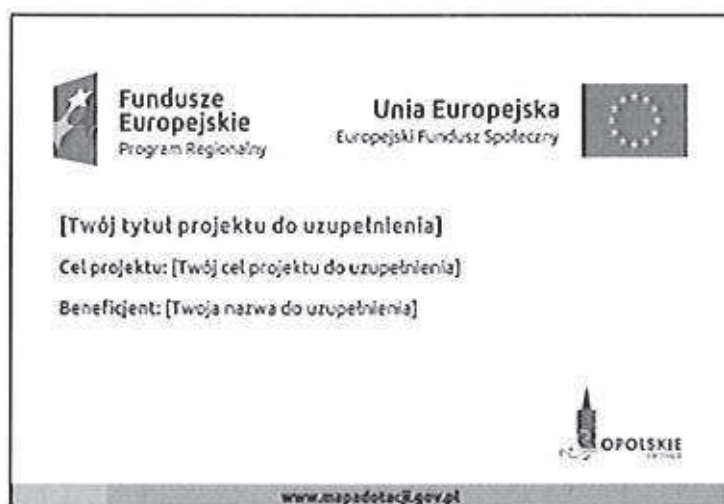 Fundusze
Europejskie
Program Regionalny
Unia Europejska
Europejski Fundusz Społeczny
[Twój tytuł projektu do uzupełnienia]
Cel projektu: [Twój cel projektu do uzupełnienia]
Beneficjent: [Twoja nazwa do uzupełnienia]
OPOLSKIE
www.mapadotacji.gov.pl